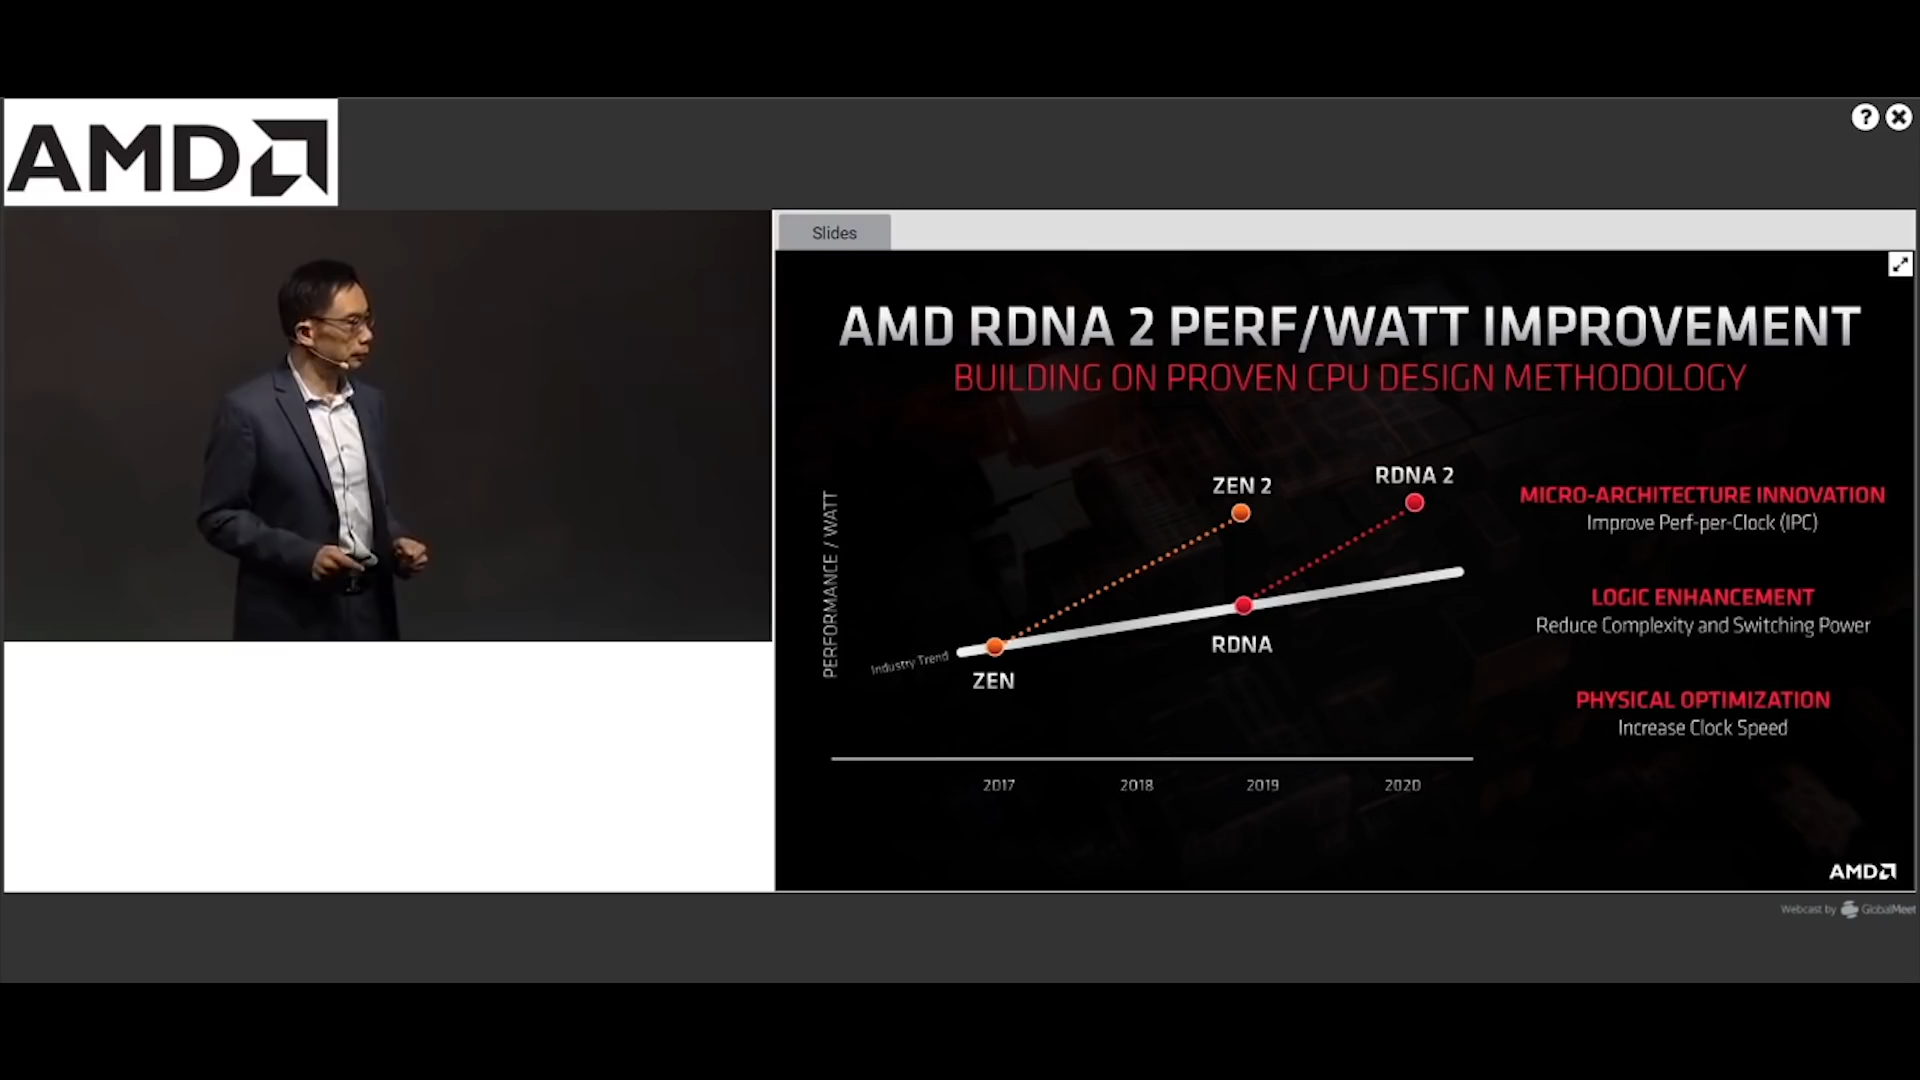 AMD
Slides
AMD RDNA 2 PERF/WATT IMPROVEMENT
BUILDING ON PROVEN CPU DESIGN METHODOLOGY
PERFORMANCE / WATT
Industry Trend
ZEN
ZEN 2
RDNA
RDNA 2
2017
2018
2019
2020
MICRO-ARCHITECTURE INNOVATION
Improve Perf-per-Clock (IPC)
LOGIC ENHANCEMENT
Reduce Complexity and Switching Power
PHYSICAL OPTIMIZATION
Increase Clock Speed
AMD
Webcast by GlobalMeet